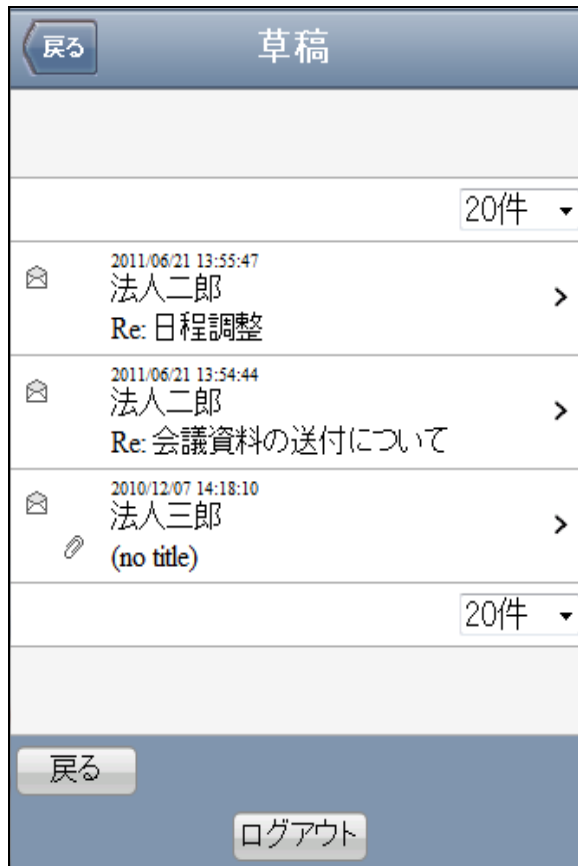 戻る
草稿
20件
2011/06/21 13:55:47
法人二郎
Re: 日程調整
2011/06/21 13:54:44
法人二郎
Re: 会議資料の送付について
2010/12/07 14:18:10
法人三郎
(no title)
20件
戻る
ログアウト